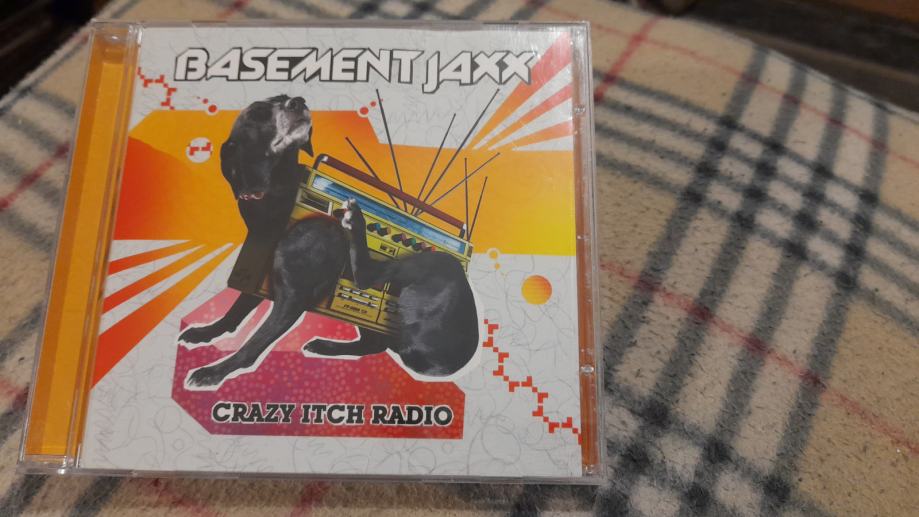 BASEMENT JAXX
CRAZY ITCH RADIO